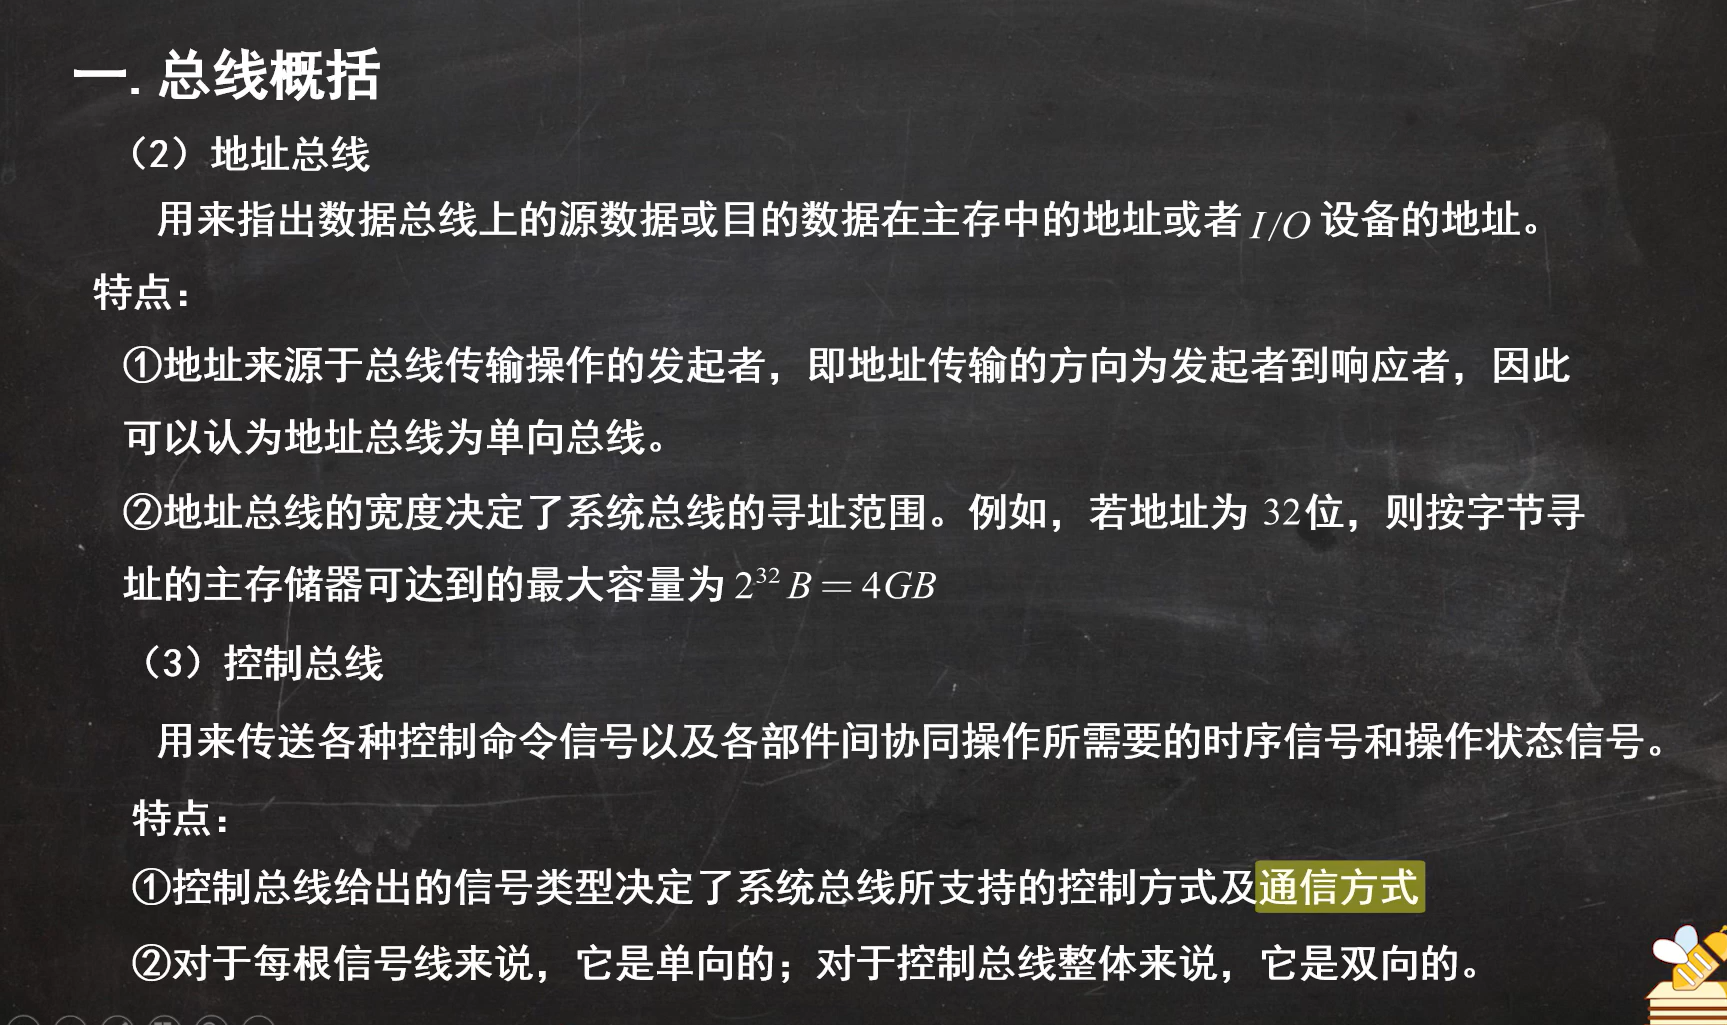 一. 总线概括
（2）地址总线
用来指出数据总线上的源数据或目的数据在主存中的地址或者 I/O 设备的地址。
特点：
①地址来源于总线传输操作的发起者，即地址传输的方向为发起者到响应者，因此
可以认为地址总线为单向总线。
②地址总线的宽度决定了系统总线的寻址范围。例如，若地址为 32位，则按字节寻
址的主存储器可达到的最大容量为 2³² B = 4GB
（3）控制总线
用来传送各种控制命令信号以及各部件间协同操作所需要的时序信号和操作状态信号。
特点：
①控制总线给出的信号类型决定了系统总线所支持的控制方式及通信方式
②对于每根信号线来说，它是单向的；对于控制总线整体来说，它是双向的。